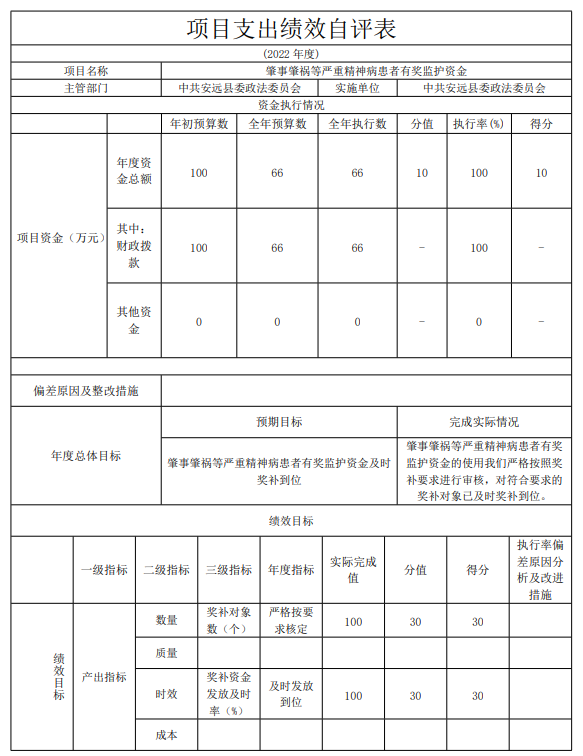 项目支出绩效自评表
(2022 年度)
项目名称 肇事肇祸等严重精神病患者有奖监护资金
主管部门 中共安远县委政法委员会 实施单位 中共安远县委政法委员会
资金执行情况
年初预算数 全年预算数 全年执行数 分值 执行率(%) 得分
项目资金（万元）
年度资
金总额
100 66 66 10 100 10
其中：
财政拨
款
100 66 66 － 100 －
其他资
金
0 0 0 － 0 －
偏差原因及整改措施
年度总体目标
预期目标 完成实际情况
肇事肇祸等严重精神病患者有奖监护资金及时
奖补到位
肇事肇祸等严重精神病患者有奖
监护资金的使用我们严格按照奖
补要求进行审核，对符合要求的
奖补对象已及时奖补到位。
绩效目标
一级指标 二级指标 三级指标 年度指标
实际完成
值
分值 得分
执行率偏
差原因分
析及改进
措施
绩效目标
产出指标
数量
奖补对象
数（个）
严格按要
求核定
100 30 30
质量
时效
奖补资金
发放及时
率（%）
及时发放
到位
100 30 30
成本